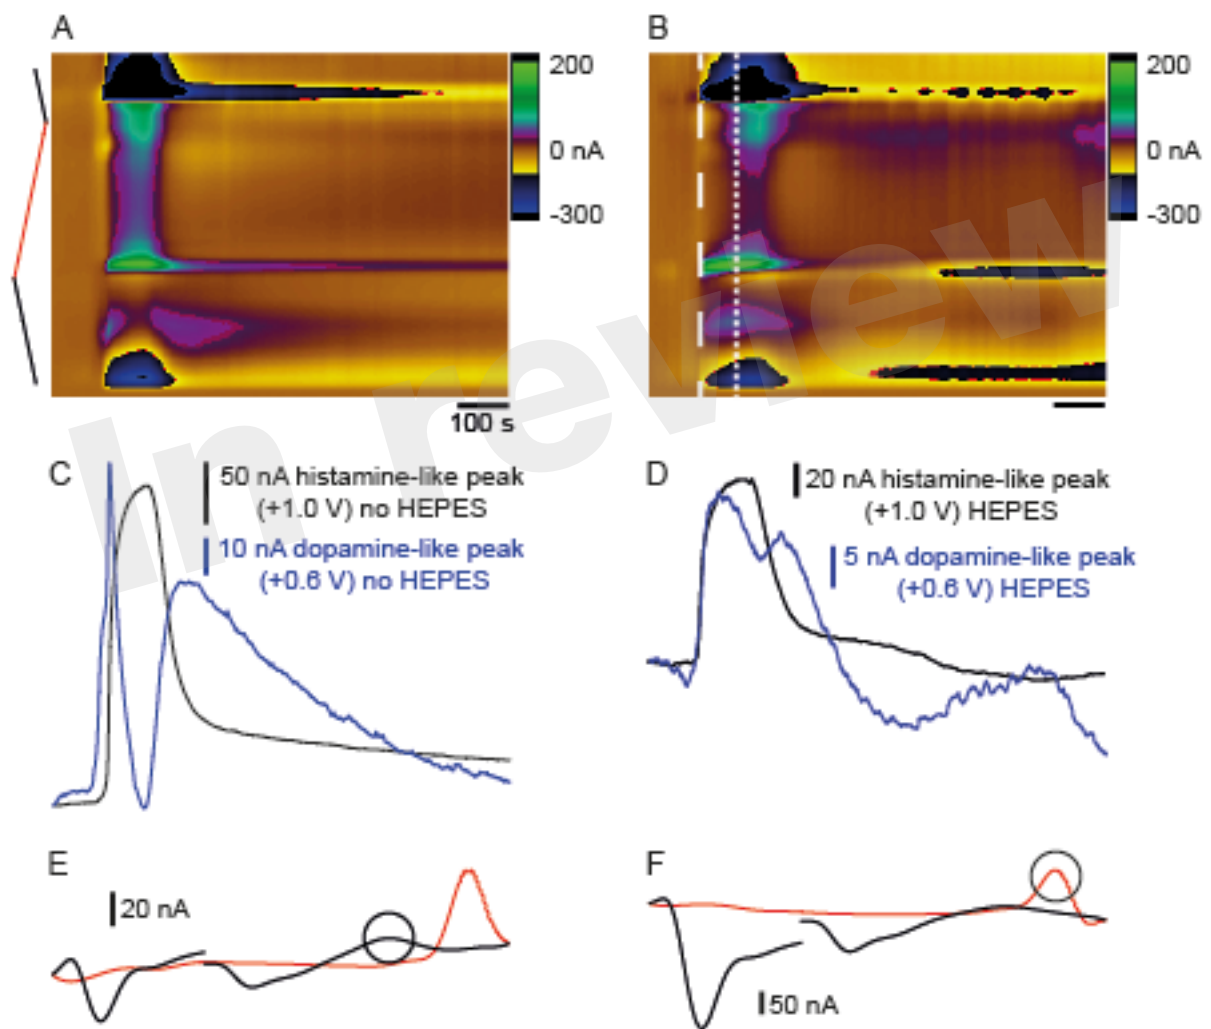 A
B
200
0 nA
-300
200
0 nA
-300
100 s
In review
C
50 nA histamine-like peak
(+1.0 V) no HEPES
10 nA dopamine-like peak
(+0.6 V) no HEPES
D
20 nA histamine-like peak
(+1.0 V) HEPES
5 nA dopamine-like peak
(+0.6 V) HEPES
E
20 nA
F
50 nA